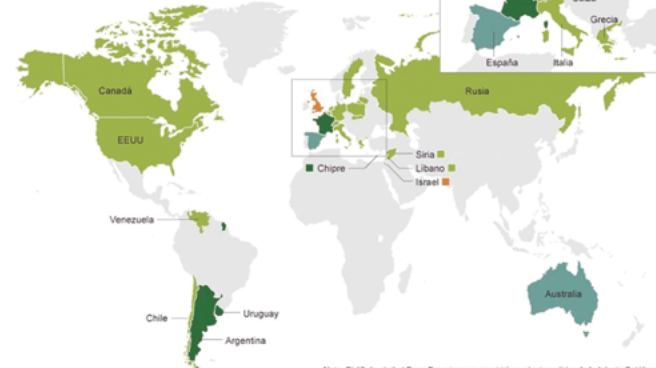 Grecia
España
Italia
Canadá
Rusia
EEUU
Siria
Chipre
Líbano
Israel
Venezuela
Australia
Chile
Uruguay
Argentina